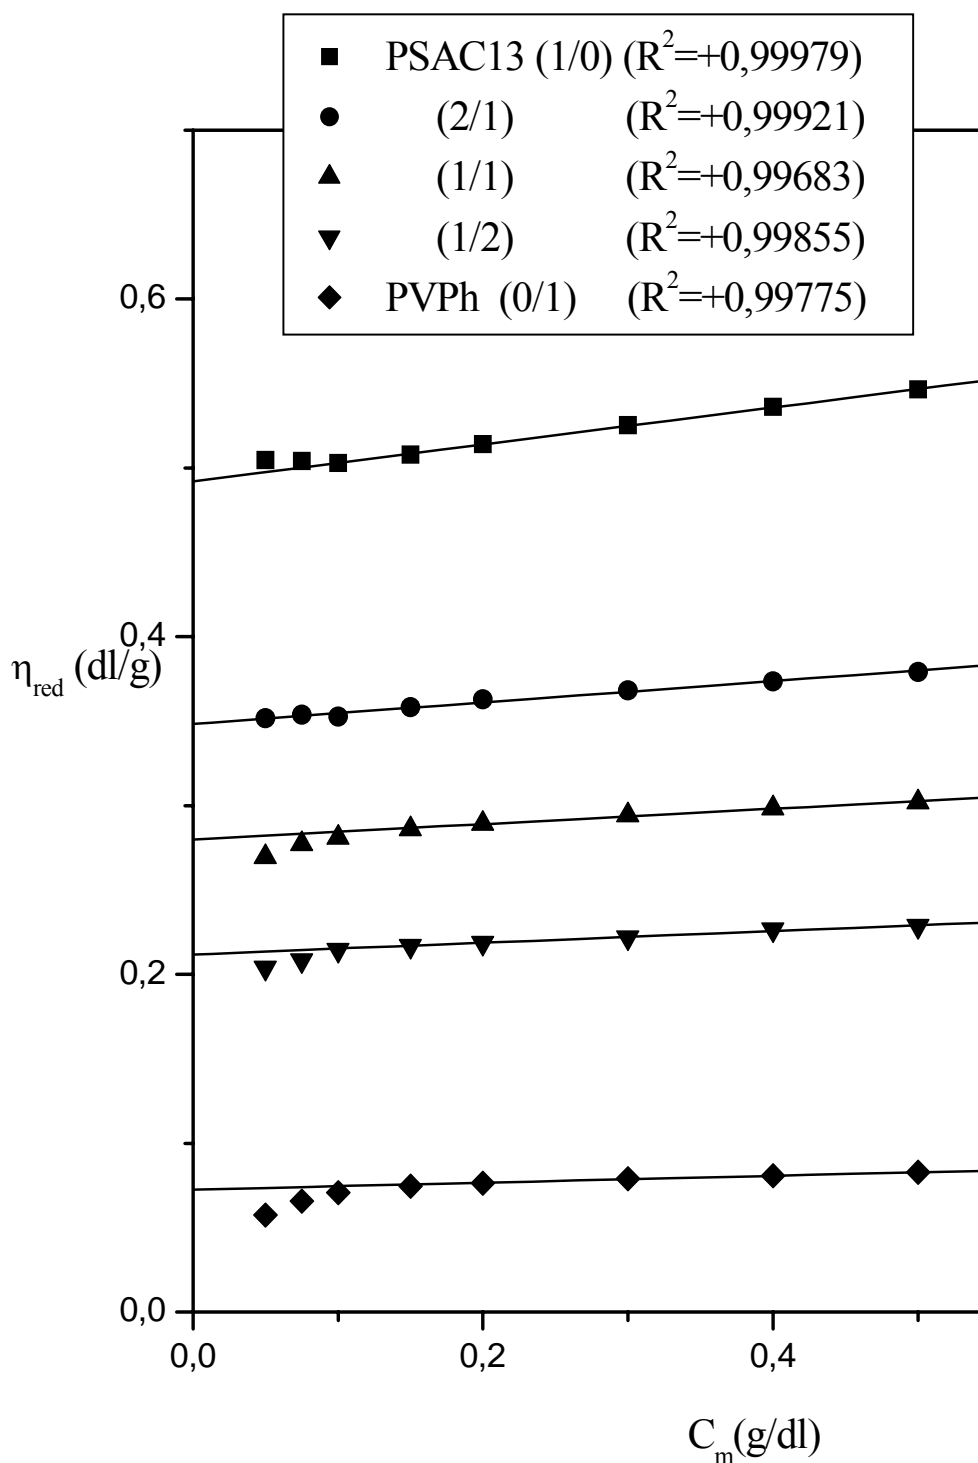 PSAC13 (1/0) (R²=+0,99979)
(2/1) (R²=+0,99921)
(1/1) (R²=+0,99683)
(1/2) (R²=+0,99855)
PVPh (0/1) (R²=+0,99775)
0,6
0,4
ηred (dl/g)
0,2
0,0
0,0 0,2 0,4
Cm(g/dl)